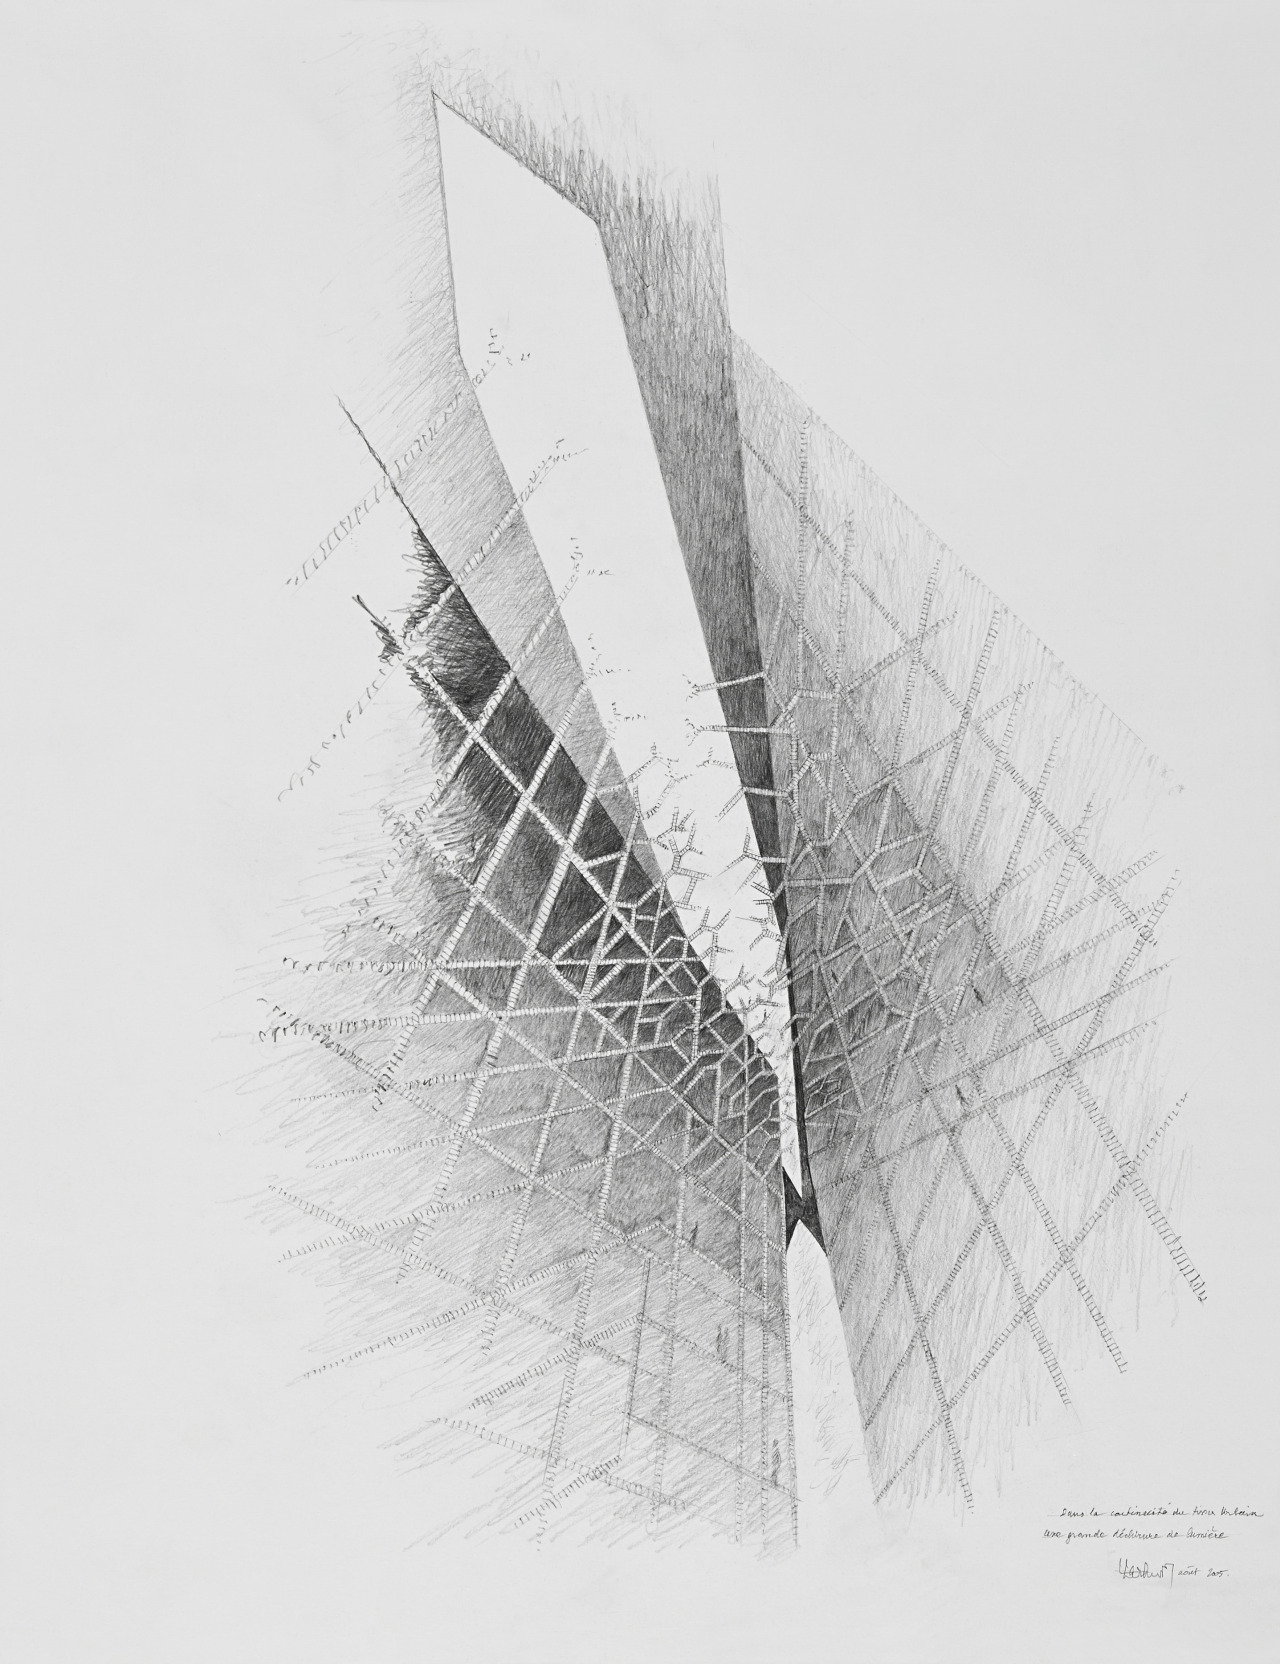 Dans la continuité du tissu Urbain
une grande déchirure de lumière
août 2005.